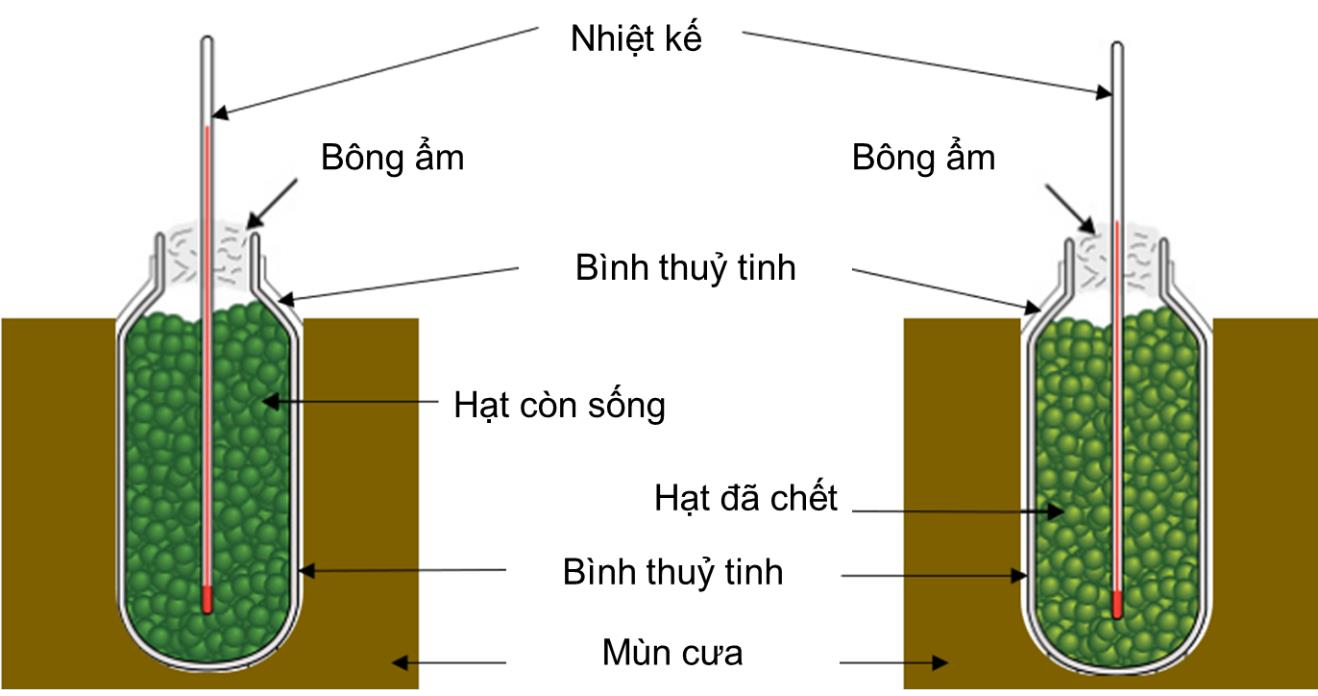 Nhiệt kế
Bông ẩm
Bông ẩm
Bình thuỷ tinh
Hạt còn sống
Hạt đã chết
Bình thuỷ tinh
Mùn cưa